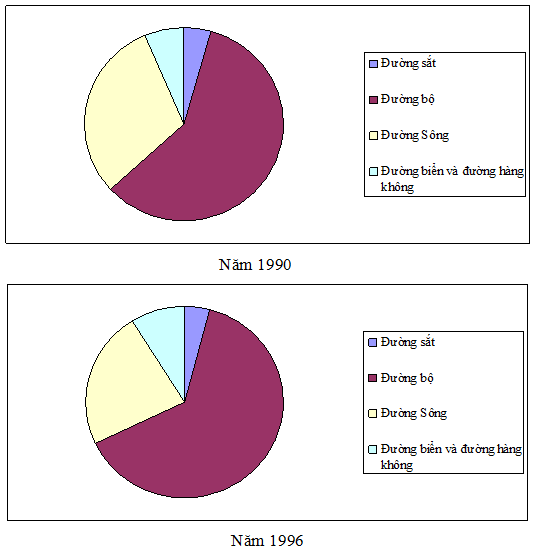 Đường sắt
Đường bộ
Đường Sông
Đường biển và đường hàng
không
Năm 1990
Đường sắt
Đường bộ
Đường Sông
Đường biển và đường hàng
không
Năm 1996